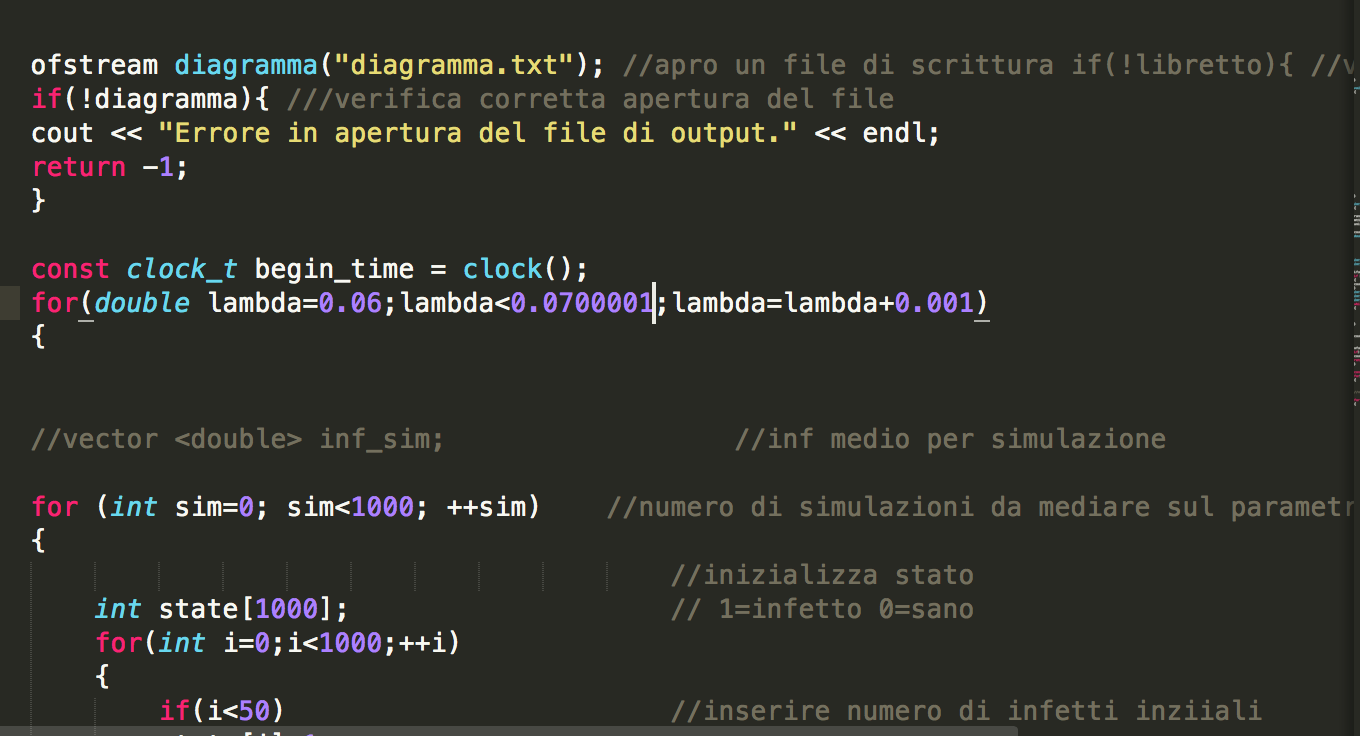 ofstream diagramma("diagramma.txt"); //apro un file di scrittura if(!libretto){ //v
if(!diagramma){ ///verifica corretta apertura del file
cout << "Errore in apertura del file di output." << endl;
return -1;
}
const clock_t begin_time = clock();
for(double lambda=0.06;lambda<0.0700001;lambda=lambda+0.001)
{
//vector <double> inf_sim; //inf medio per simulazione
for (int sim=0; sim<1000; ++sim) //numero di simulazioni da mediare sul parametr
{
//inizializza stato
int state[1000]; // 1=infetto 0=sano
for(int i=0;i<1000;++i)
{
if(i<50) //inserire numero di infetti inziiali